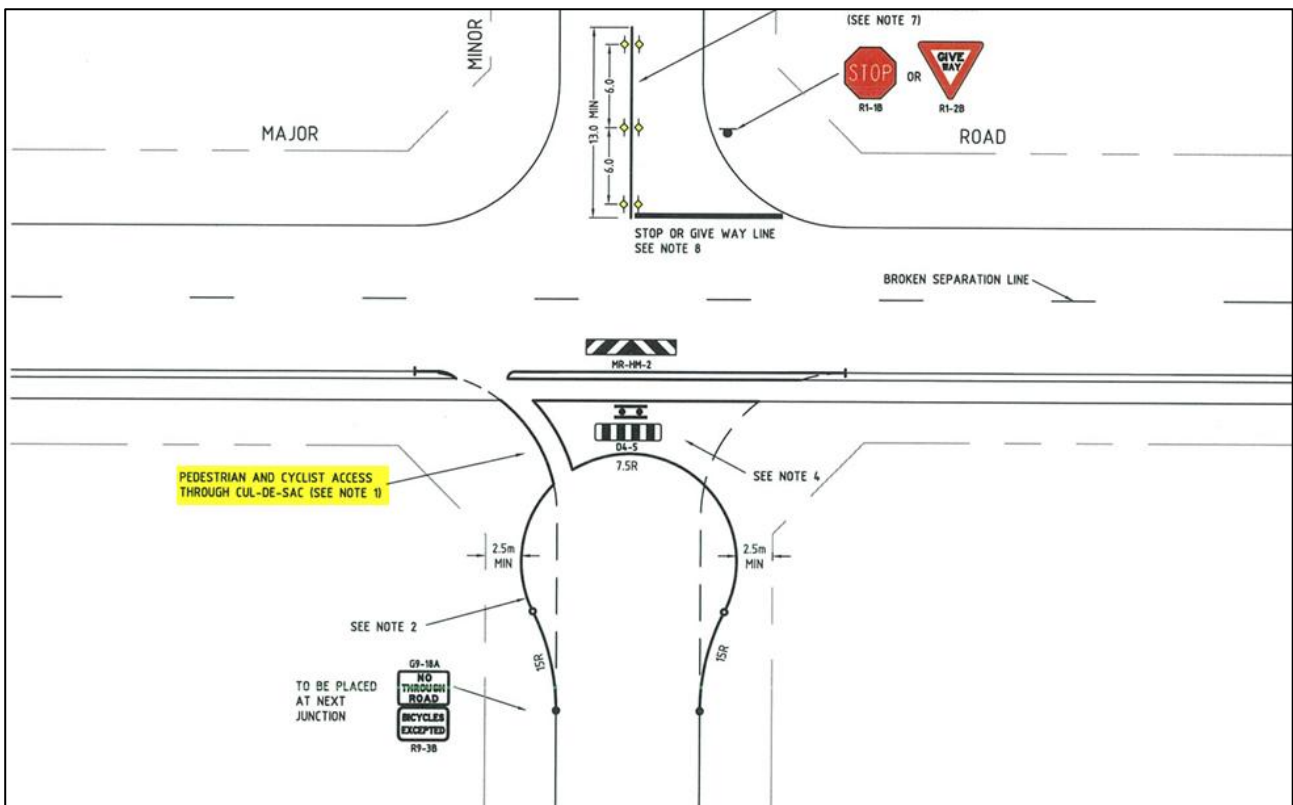 MINOR
(SEE NOTE 7)
STOP
OR
GIVE
WAY
R1-1B
R1-2B
MAJOR
ROAD
13.0 MIN
6.0
6.0
STOP OR GIVE WAY LINE
SEE NOTE 8
BROKEN SEPARATION LINE
MR-HM-2
D4-5
7.5R
SEE NOTE 4
PEDESTRIAN AND CYCLIST ACCESS
THROUGH CUL-DE-SAC (SEE NOTE 1)
2.5m
MIN
2.5m
MIN
SEE NOTE 2
15R
15R
TO BE PLACED
AT NEXT
JUNCTION
G9-18A
NO
THROUGH
ROAD
BICYCLES
EXCEPTED
R9-3B